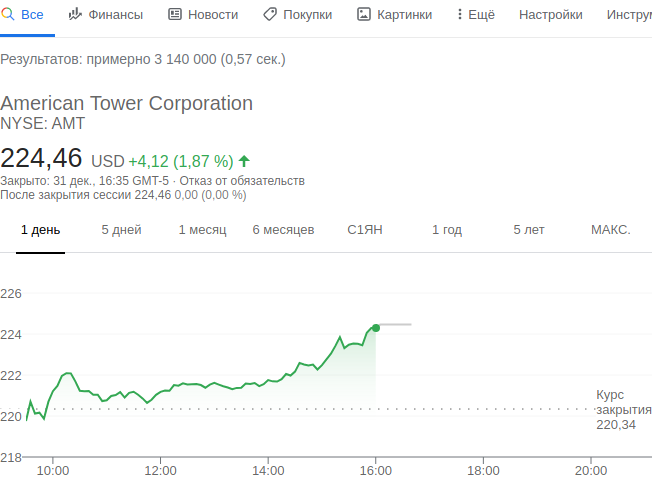 Все Финансы Новости Покупки Картинки Ещё Настройки
Результатов: примерно 3 140 000 (0,57 сек.)
American Tower Corporation
NYSE: AMT
224,46 USD +4,12 (1,87 %)
Закрыто: 31 дек., 16:35 GMT-5 · Отказ от обязательств
После закрытия сессии 224,46 0,00 (0,00 %)
1 день 5 дней 1 месяц 6 месяцев С1ЯН 1 год 5 лет МАКС.
226
224
222
220
218
Курс
закрытия
220,34
10:00 12:00 14:00 16:00 18:00 20:00